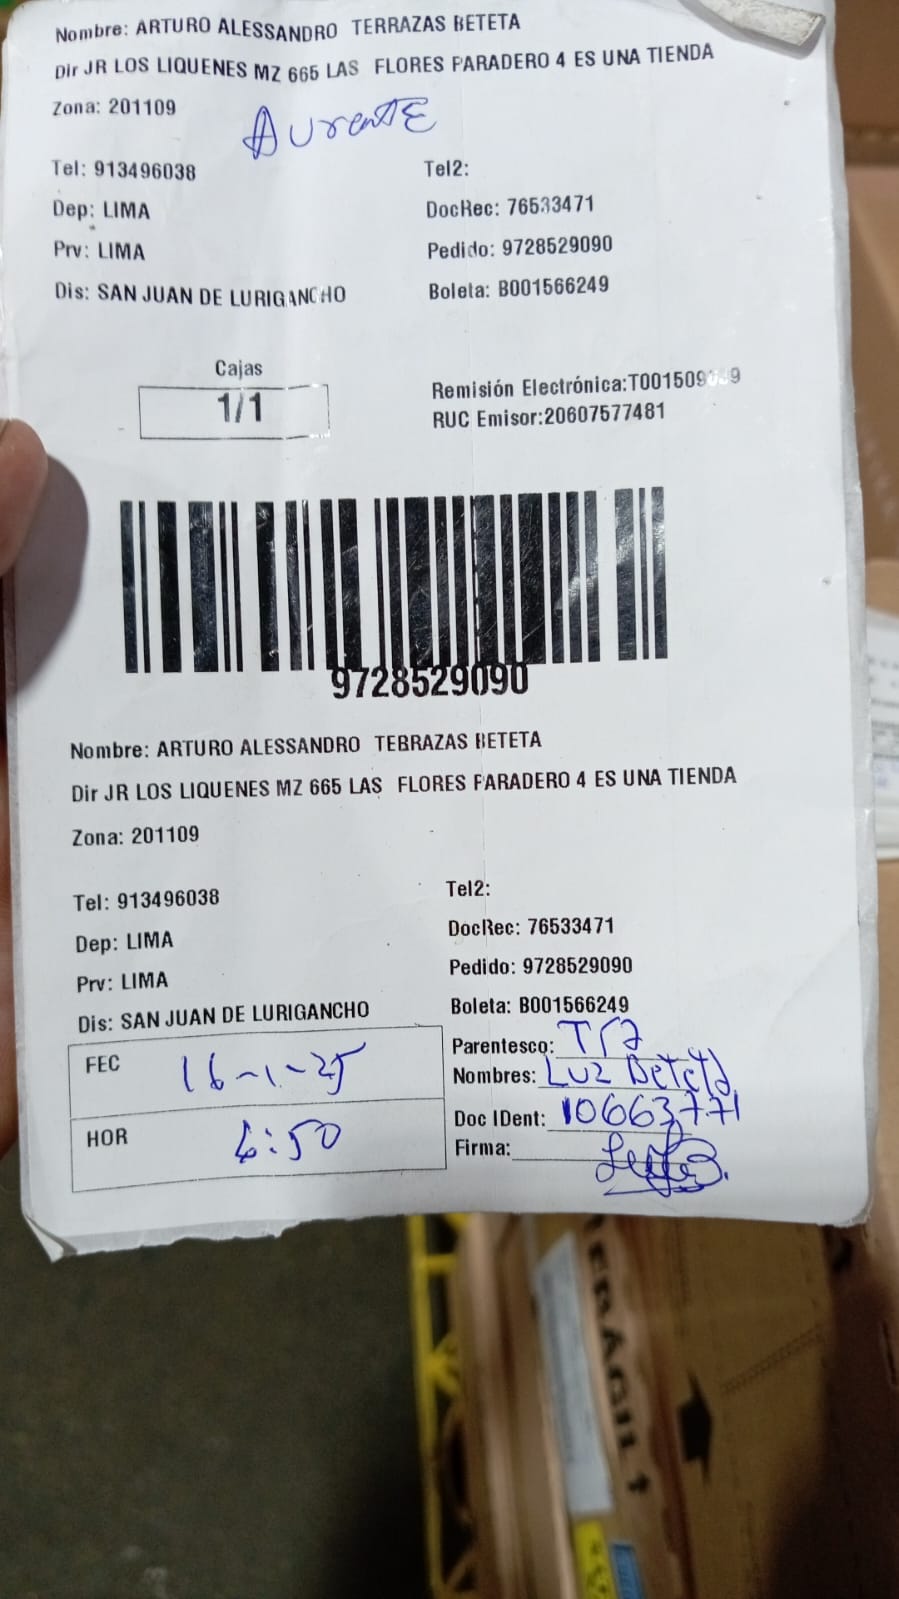 Nombre: ARTURO ALESSANDRO TERRAZAS BETETA
Dir JR LOS LIQUENES MZ 665 LAS FLORES PARADERO 4 ES UNA TIENDA
Zona: 201109
Tel: 913496038 Tel2:
Dep: LIMA DocRec: 76533471
Prv: LIMA Pedido: 9728529090
Dis: SAN JUAN DE LURIGANCHO Boleta: B001566249
Cajas
1/1
Remisión Electrónica:
RUC Emisor:20607577481
9728529090
Nombre: ARTURO ALESSANDRO TERRAZAS BETETA
Dir JR LOS LIQUENES MZ 665 LAS FLORES PARADERO 4 ES UNA TIENDA
Zona: 201109
Tel: 913496038 Tel2:
Dep: LIMA DocRec: 76533471
Prv: LIMA Pedido: 9728529090
Dis: SAN JUAN DE LURIGANCHO Boleta: B001566249
FEC 16-1-25
HOR 6:50
Parentesco:
Nombres: LUZ Beteta
Doc IDent: 10663771
Firma:
FRÁGIL